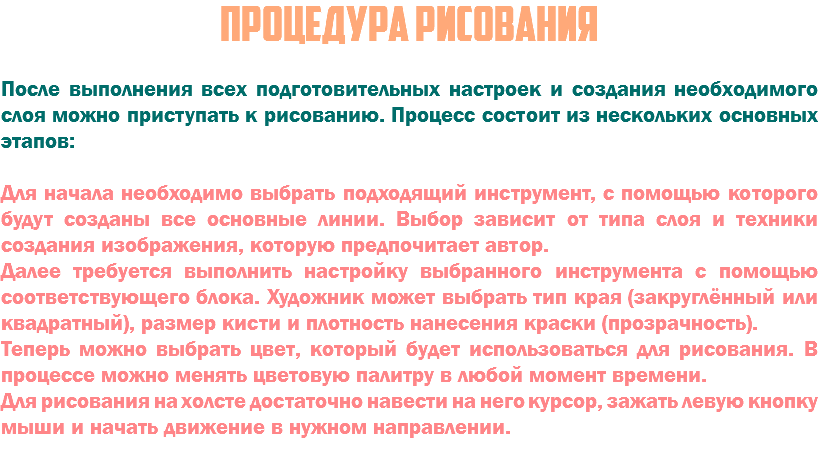 ПРОЦЕДУРА РИСОВАНИЯ
После выполнения всех подготовительных настроек и создания необходимого
слоя можно приступать к рисованию. Процесс состоит из нескольких основных
этапов:
Для начала необходимо выбрать подходящий инструмент, с помощью которого
будут созданы все основные линии. Выбор зависит от типа слоя и техники
создания изображения, которую предпочитает автор.
Далее требуется выполнить настройку выбранного инструмента с помощью
соответствующего блока. Художник может выбрать тип края (закруглённый или
квадратный), размер кисти и плотность нанесения краски (прозрачность).
Теперь можно выбрать цвет, который будет использоваться для рисования. В
процессе можно менять цветовую палитру в любой момент времени.
Для рисования на холсте достаточно навести на него курсор, зажать левую кнопку
мыши и начать движение в нужном направлении.